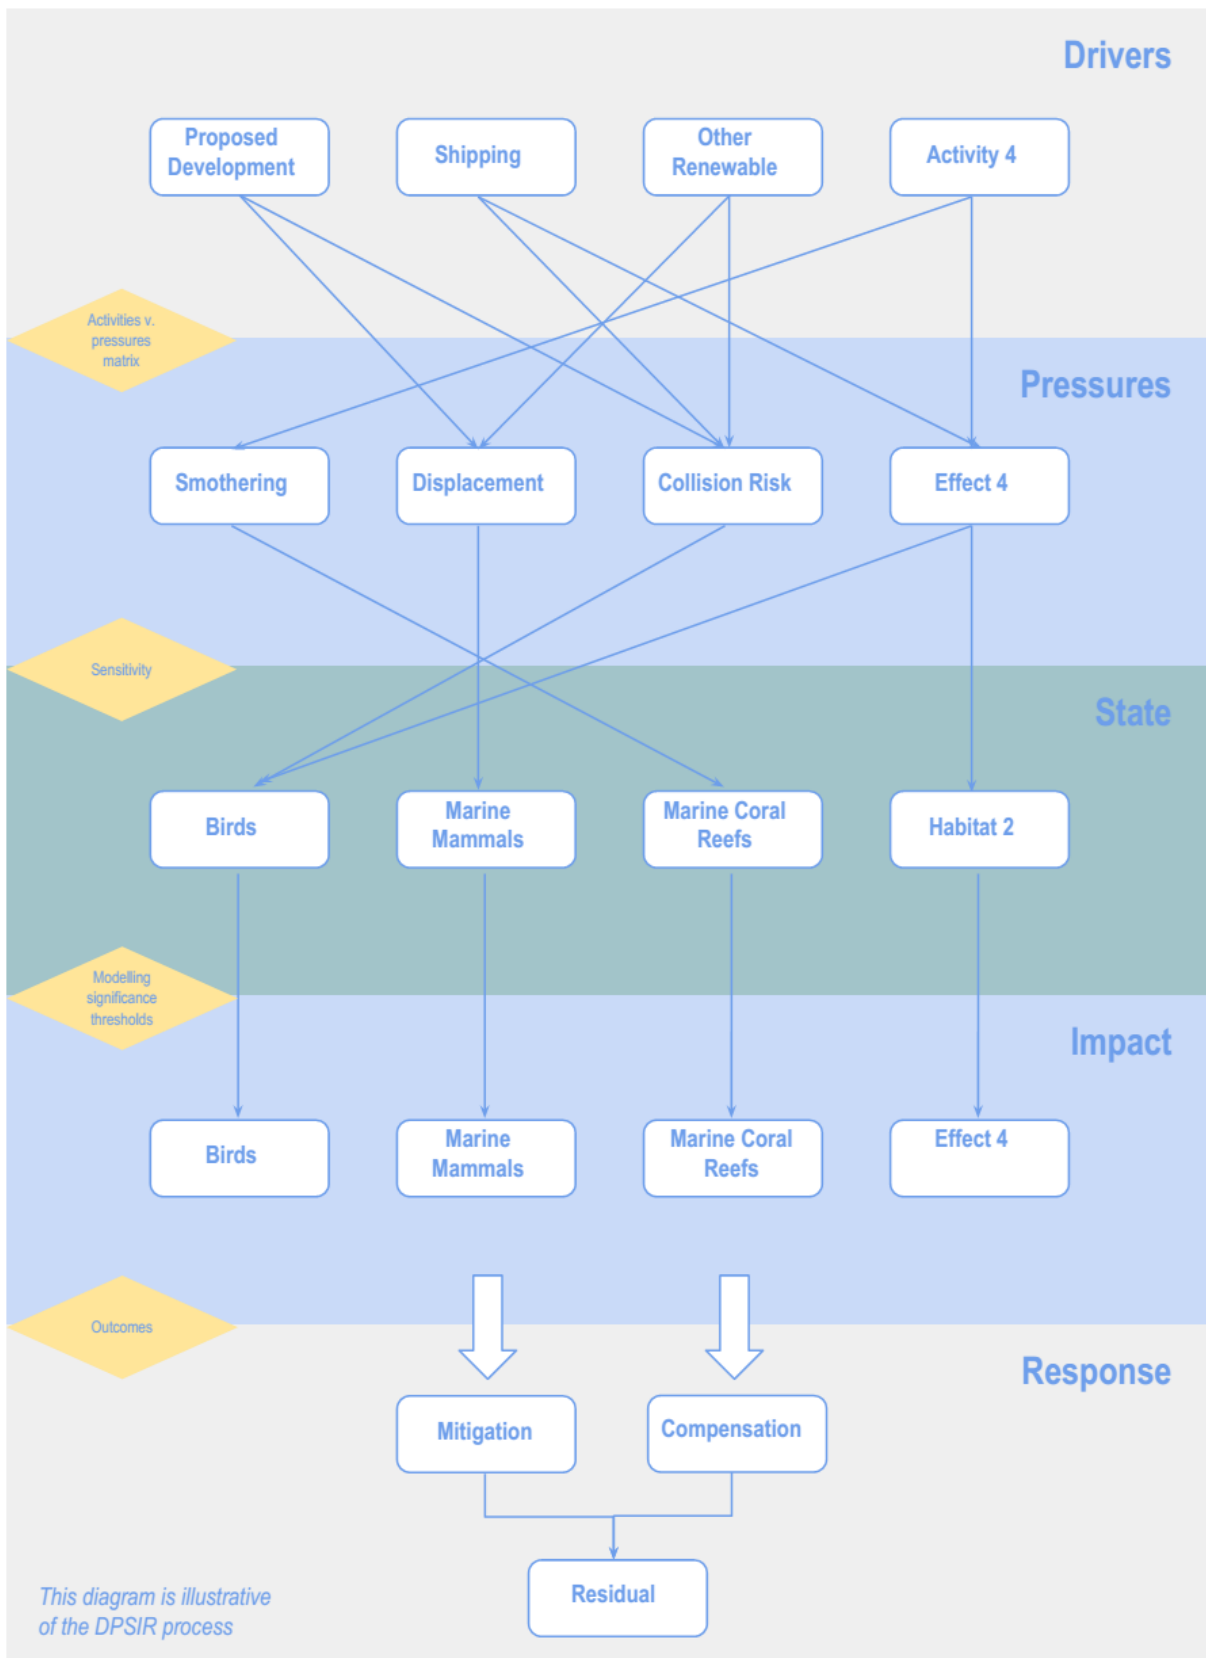 Drivers
Proposed
Development
Shipping
Other
Renewable
Activity 4
Activities v.
pressures
matrix
Pressures
Smothering
Displacement
Collision Risk
Effect 4
Sensitivity
State
Birds
Marine
Mammals
Marine Coral
Reefs
Habitat 2
Modelling
significance
thresholds
Impact
Birds
Marine
Mammals
Marine Coral
Reefs
Effect 4
Outcomes
Response
Mitigation
Compensation
Residual
This diagram is illustrative
of the DPSIR process